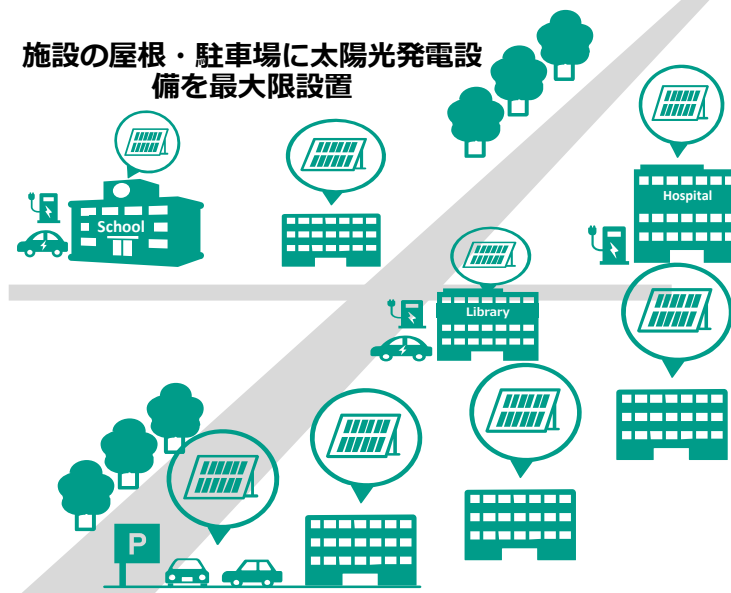 施設の屋根・駐車場に太陽光発電設
備を最大限設置
School
Hospital
Library
P